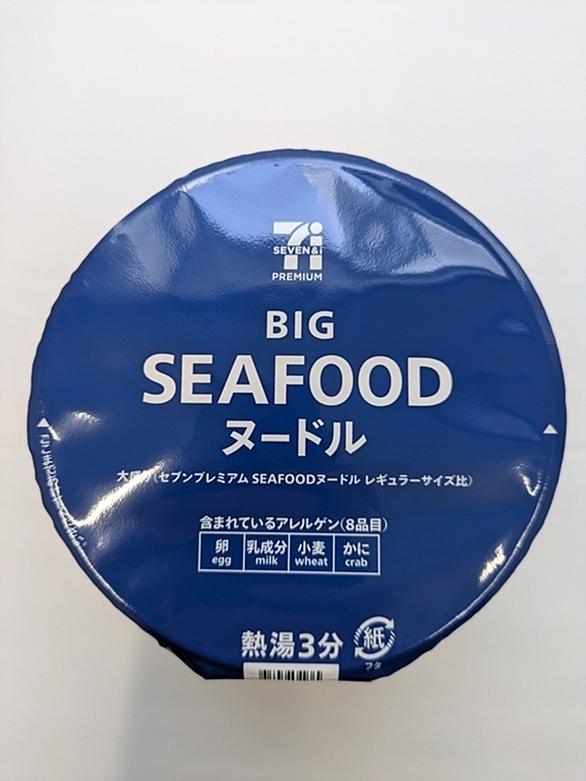 7i
SEVEN&i
PREMIUM
BIG
SEAFOOD
ヌードル
大盛り(セブンプレミアム SEAFOODヌードル レギュラーサイズ比)
含まれているアレルゲン(8品目)
卵 乳成分 小麦 かに
egg milk wheat crab
熱湯3分 紙
フタ